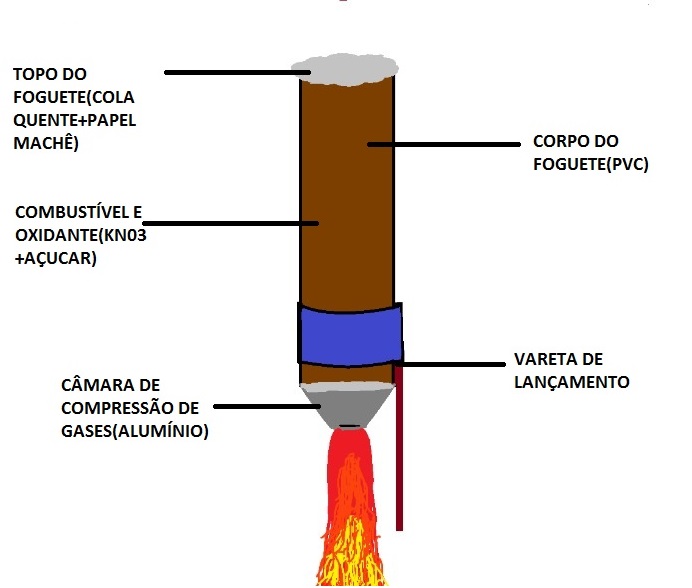 TOPO DO
FOGUETE(COLA
QUENTE+PAPEL
MACHÊ)
CORPO DO
FOGUETE(PVC)
COMBUSTÍVEL E
OXIDANTE(KN03
+AÇUCAR)
VARETA DE
LANÇAMENTO
CÂMARA DE
COMPRESSÃO DE
GASES(ALUMÍNIO)